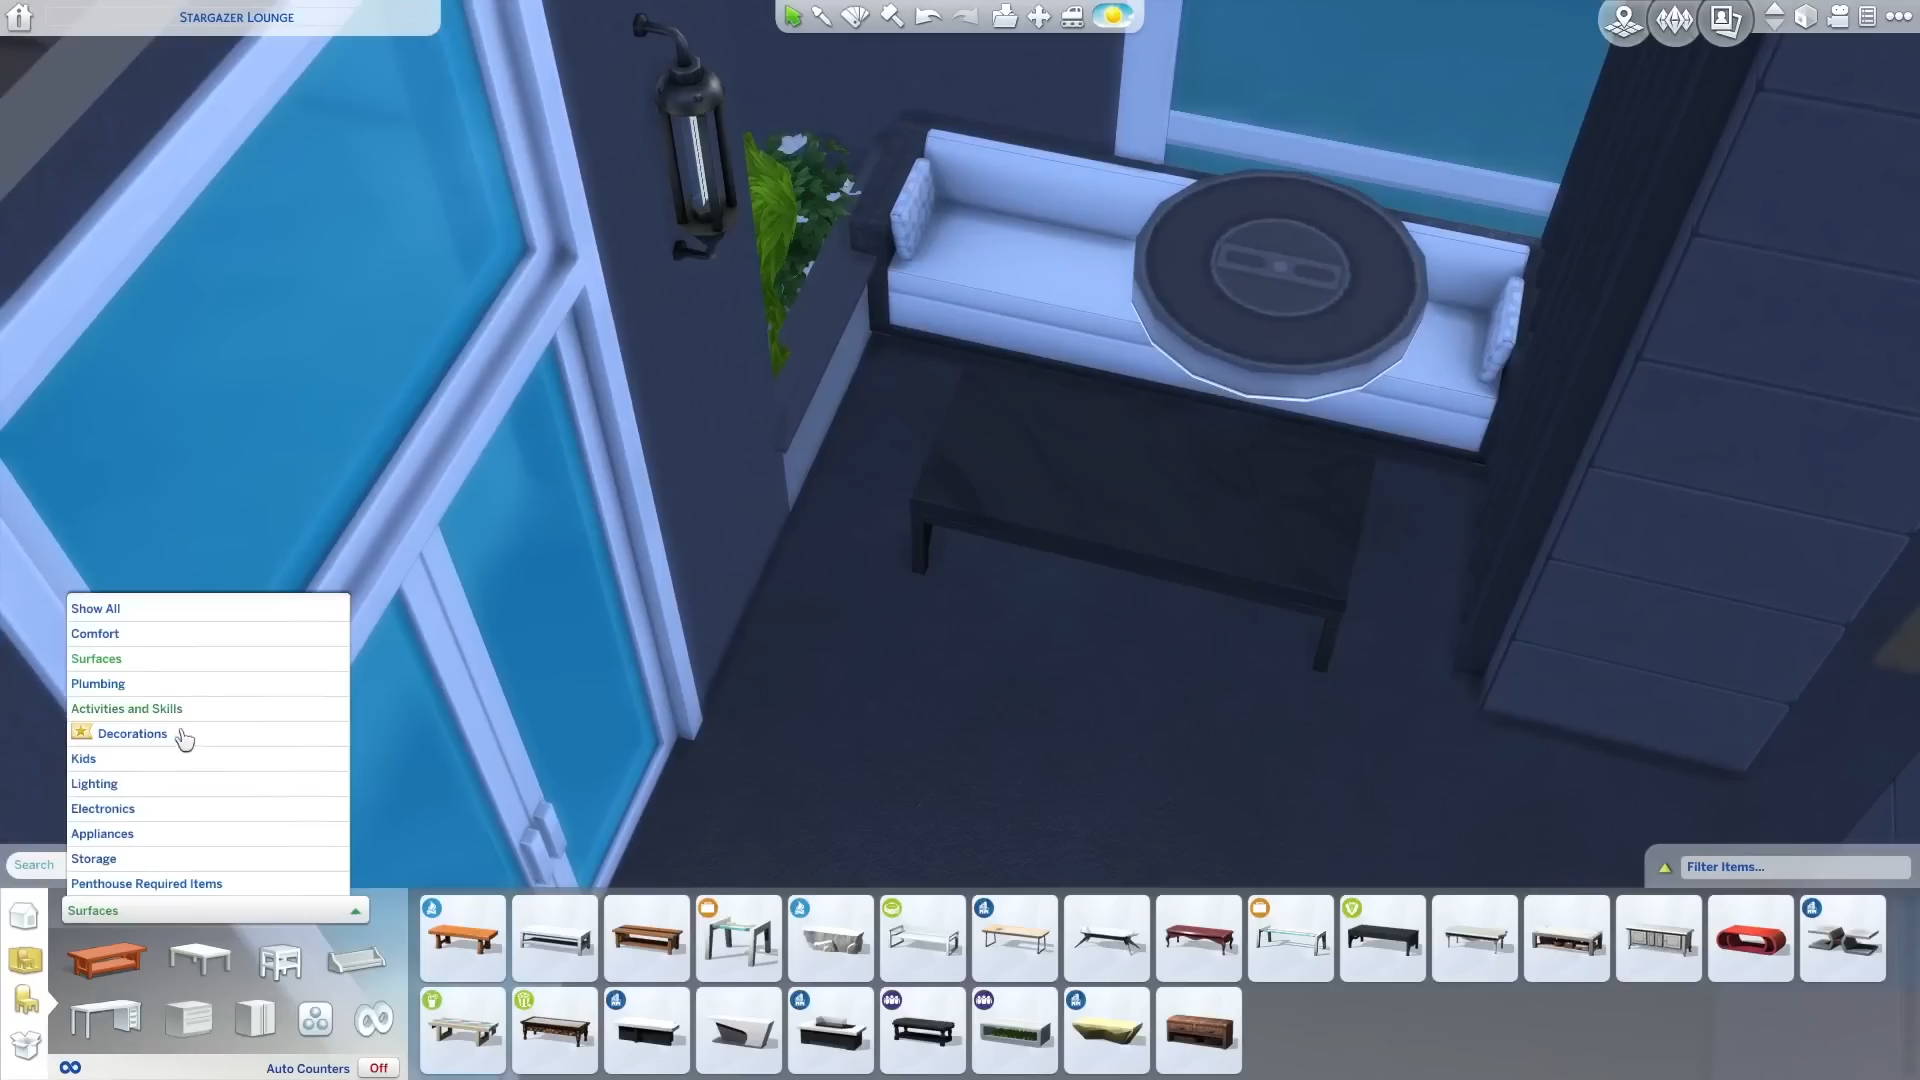 Stargazer Lounge
Show All
Comfort
Surfaces
Plumbing
Activities and Skills
Decorations
Kids
Lighting
Electronics
Appliances
Storage
Penthouse Required Items
Search
Filter Items...
Surfaces
Auto Counters
Off